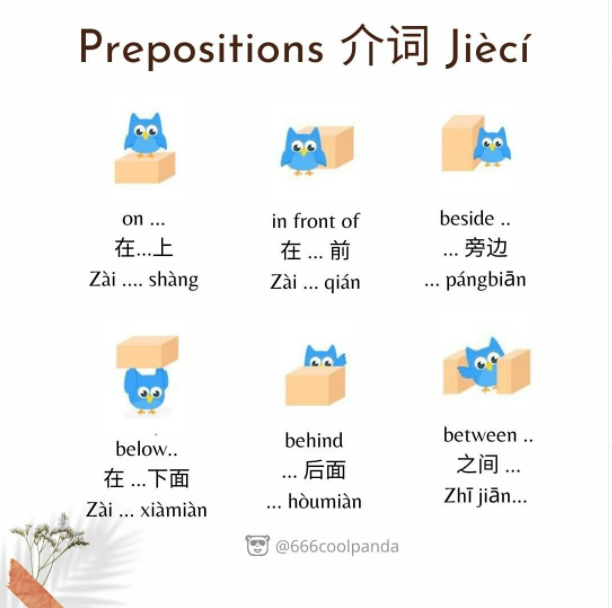 Prepositions 介词 Jiècí
on ...
在...上
Zài .... shàng
in front of
在 ... 前
Zài ... qián
beside ..
... 旁边
... pángbiān
below..
在 ...下面
Zài ... xiàmiàn
behind
... 后面
... hòumiàn
between ..
之间 ...
Zhī jiān...
@666coolpanda